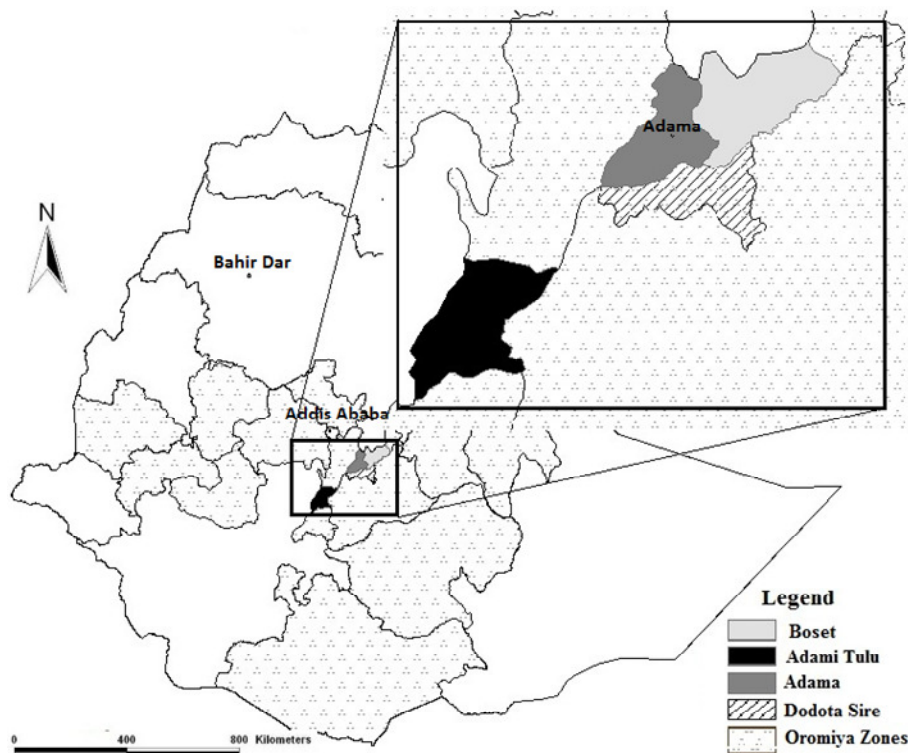 Adama
N
Bahir Dar
Addis Ababa
Legend
Boset
Adami Tulu
Adama
Dodota Sire
Oromiya Zones
0 400 800 Kilometers